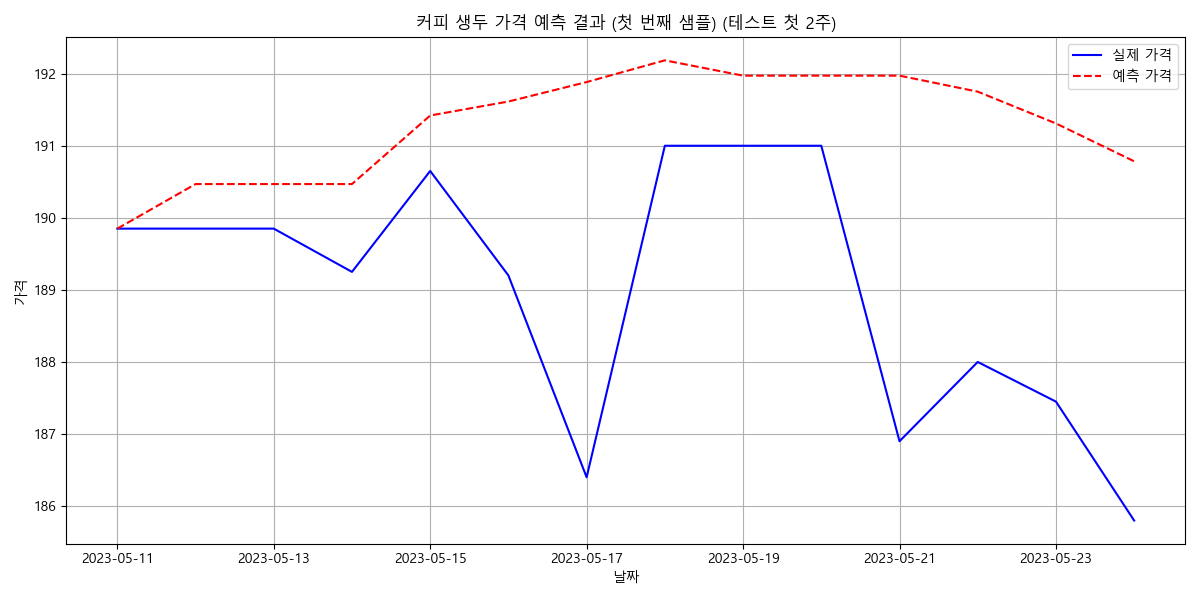 커피 생두 가격 예측 결과 (첫 번째 샘플) (테스트 첫 2주)
실제 가격
예측 가격
가격
192
191
190
189
188
187
186
2023-05-11 2023-05-13 2023-05-15 2023-05-17 2023-05-19 2023-05-21 2023-05-23
날짜